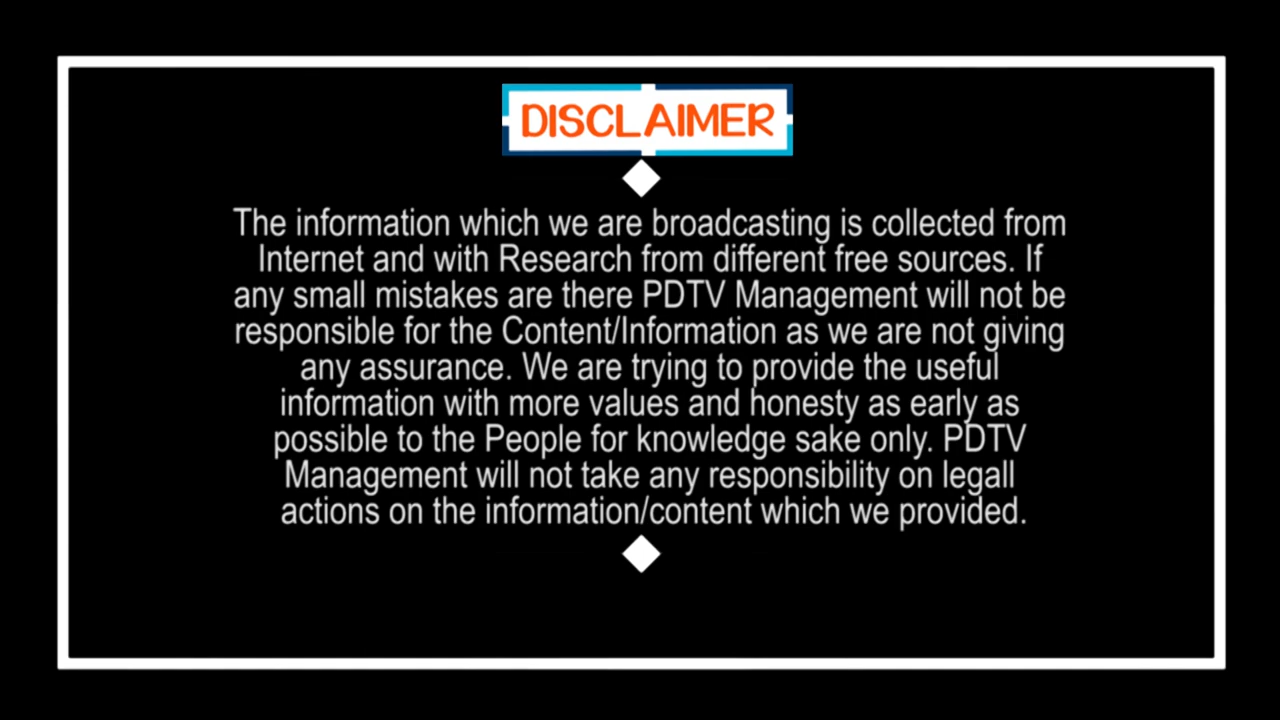 DISCLAIMER
The information which we are broadcasting is collected from
Internet and with Research from different free sources. If
any small mistakes are there PDTV Management will not be
responsible for the Content/Information as we are not giving
any assurance. We are trying to provide the useful
information with more values and honesty as early as
possible to the People for knowledge sake only. PDTV
Management will not take any responsibility on legall
actions on the information/content which we provided.